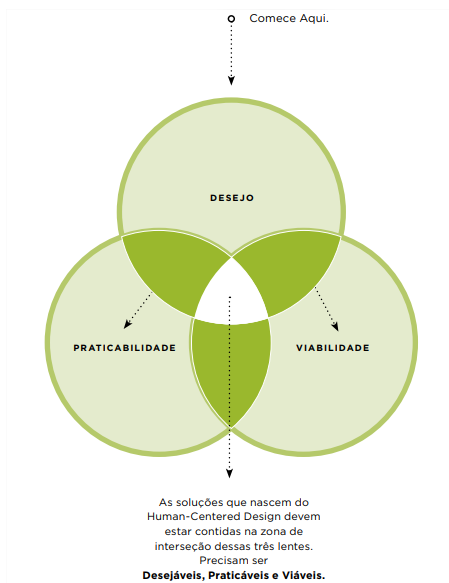 Comece Aqui.
DESEJO
PRATICABILIDADE
VIABILIDADE
As soluções que nascem do
Human-Centered Design devem
estar contidas na zona de
interseção dessas três lentes.
Precisam ser
Desejáveis, Praticáveis e Viáveis.